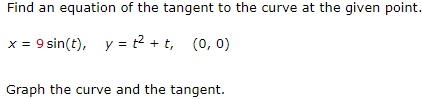 Find an equation of the tangent to the curve at the given point.
x = 9 sin(t), y = t² + t, (0, 0)
Graph the curve and the tangent.